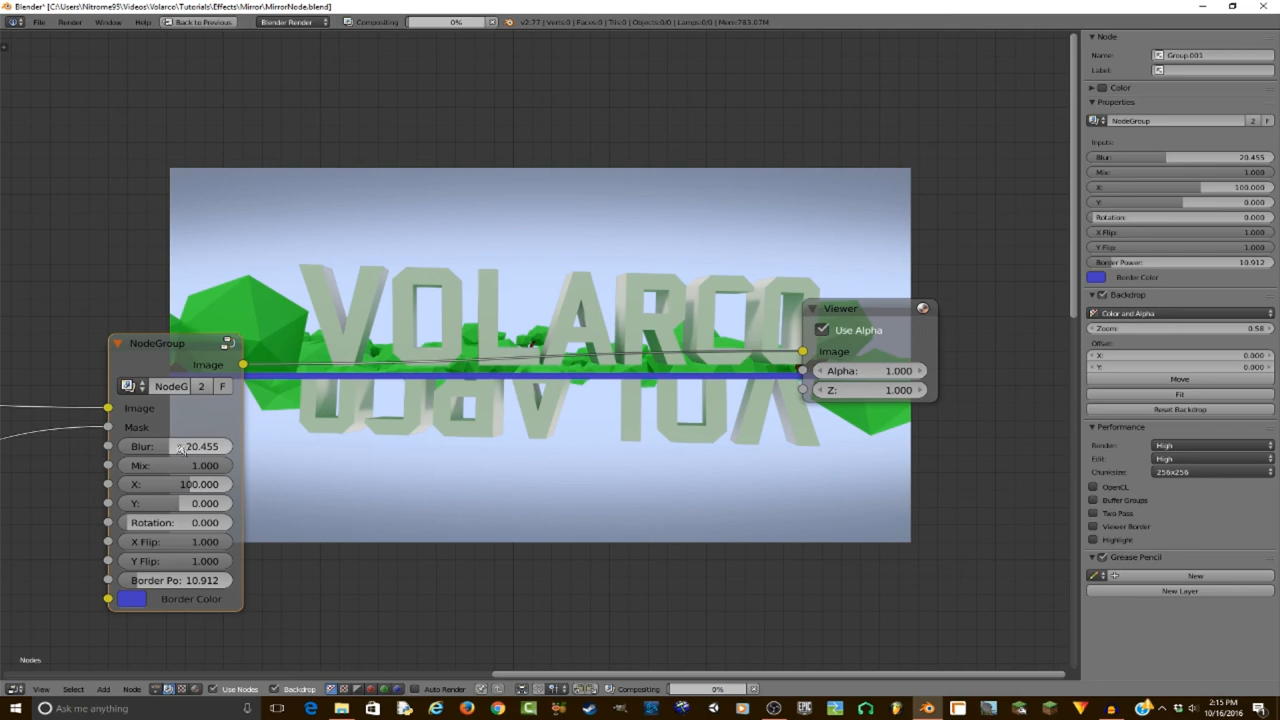 Blender* [C:\Users\Nitrome95\Videos\Volarco\Tutorials\Effects\Mirror\MirrorNode.blend]
File Render Window Help Back to Previous Blender Render Compositing 0% v2.77 | Verts:0 | Faces:0 | Tris:0 | Objects:0/0 | Lamps:0/0 | Mem:783.07M
Node
Name: Group.001
Label:
Color
Properties
NodeGroup 2 F
Inputs:
Blur: 20.455
Mix: 1.000
X: 100.000
Y: 0.000
Rotation: 0.000
X Flip: 1.000
Y Flip: 1.000
Border Power: 10.912
Border Color
Backdrop
Color and Alpha
Zoom: 0.58
Offset:
X: 0.000
Y: 0.000
Move
Fit
Reset Backdrop
Performance
Render: High
Edit: High
Chunksize: 256x256
OpenCL
Buffer Groups
Two Pass
Viewer Border
Highlight
Grease Pencil
New
New Layer
VOLARCO
Viewer
Use Alpha
Image
Alpha: 1.000
Z: 1.000
NodeGroup
Image
NodeG 2 F
Image
Mask
Blur: 20.455
Mix: 1.000
X: 100.000
Y: 0.000
Rotation: 0.000
X Flip: 1.000
Y Flip: 1.000
Border Po: 10.912
Border Color
Nodes
View Select Add Node Use Nodes Backdrop Auto Render Compositing 0%
Ask me anything
2:15 PM
10/16/2016